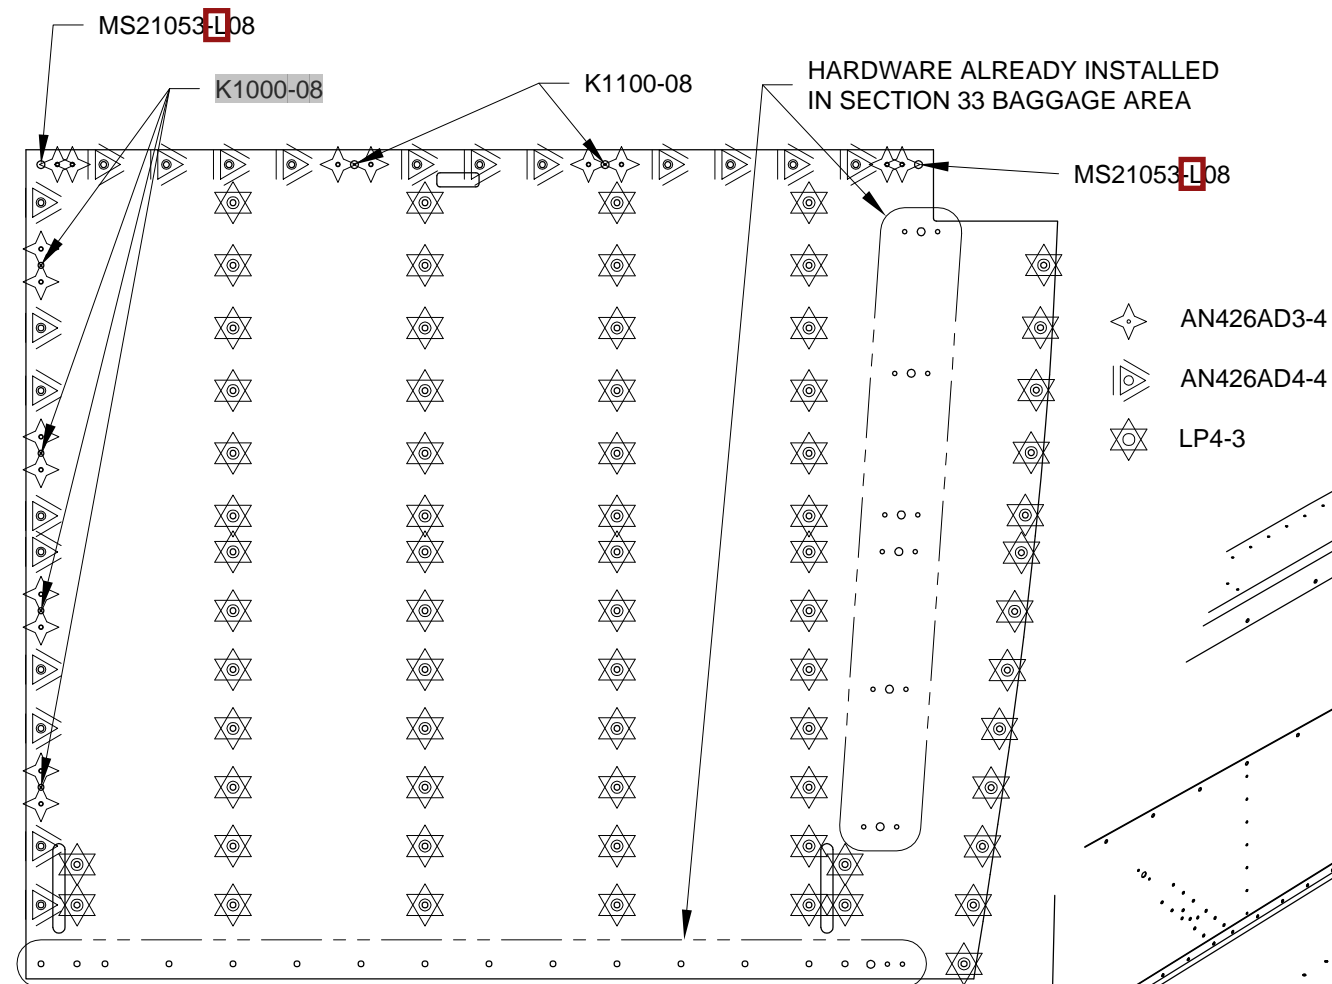 MS21053-L08
K1000-08
K1100-08
HARDWARE ALREADY INSTALLED
IN SECTION 33 BAGGAGE AREA
MS21053-L08
AN426AD3-4
AN426AD4-4
LP4-3